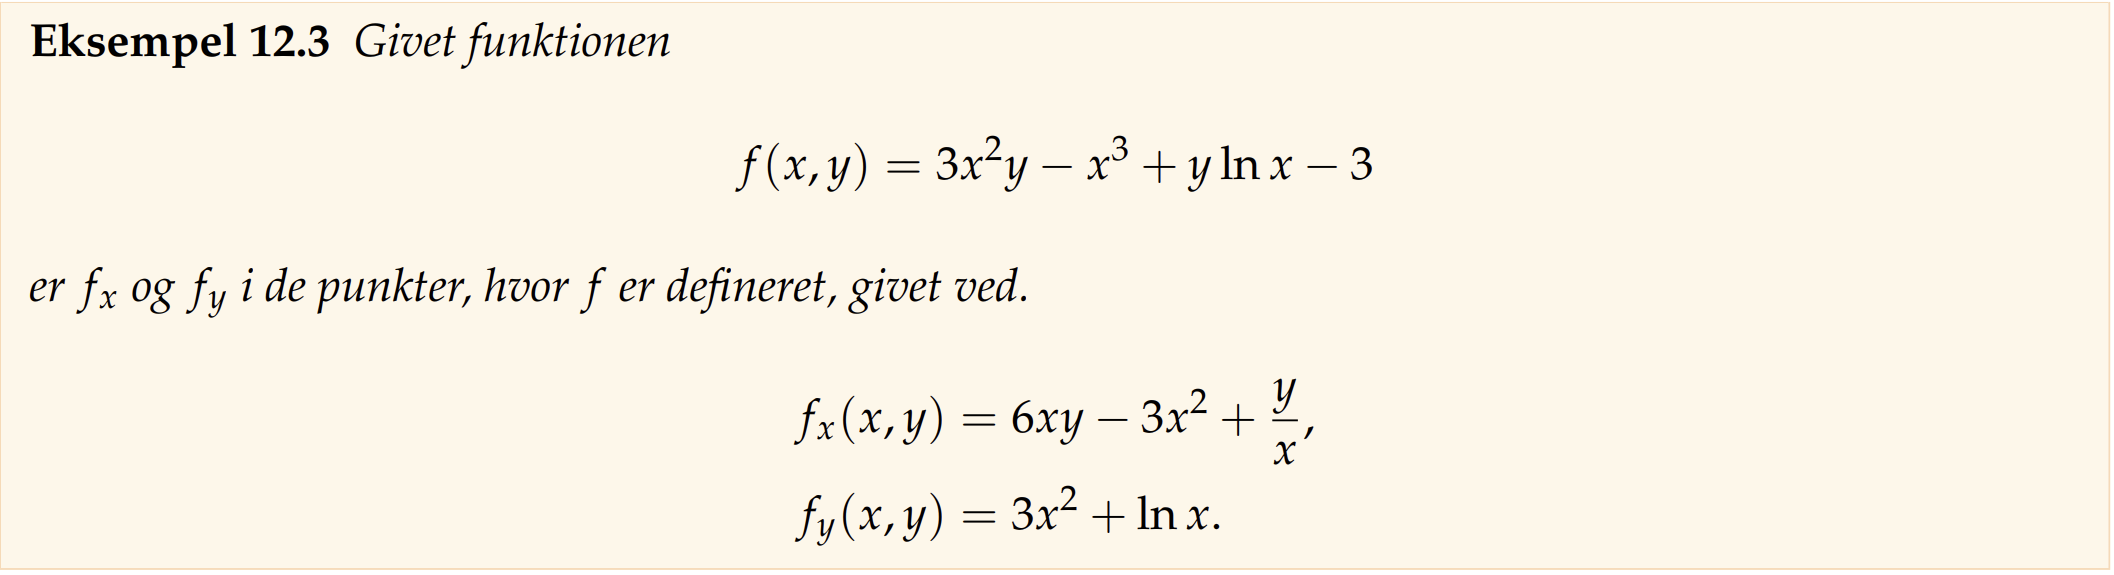 Eksempel 12.3 Givet funktionen
f(x, y) = 3x²y − x³ + y ln x − 3
er fₓ og f_y i de punkter, hvor f er defineret, givet ved.
fₓ(x, y) = 6xy − 3x² + y/x,
f_y(x, y) = 3x² + ln x.